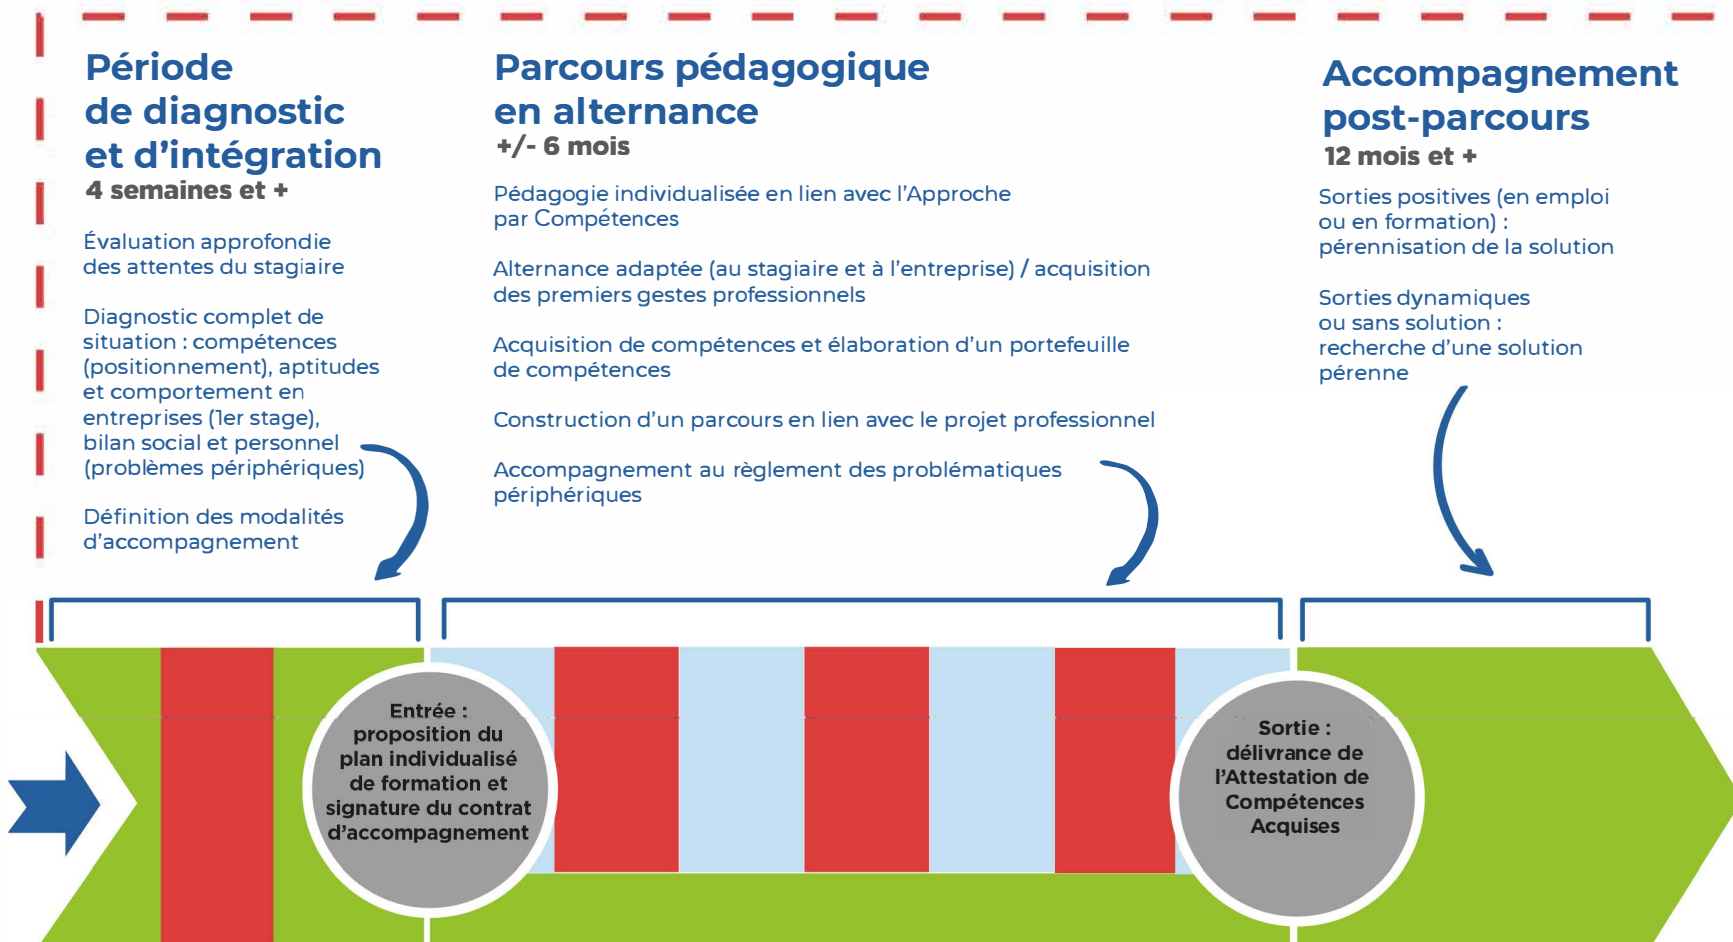 Période
de diagnostic
et d’intégration
4 semaines et +
Évaluation approfondie
des attentes du stagiaire
Diagnostic complet de
situation : compétences
(positionnement), aptitudes
et comportement en
entreprises (1er stage),
bilan social et personnel
(problèmes périphériques)
Définition des modalités
d’accompagnement
Parcours pédagogique
en alternance
+/- 6 mois
Pédagogie individualisée en lien avec l’Approche
par Compétences
Alternance adaptée (au stagiaire et à l’entreprise) / acquisition
des premiers gestes professionnels
Acquisition de compétences et élaboration d’un portefeuille
de compétences
Construction d’un parcours en lien avec le projet professionnel
Accompagnement au règlement des problématiques
périphériques
Accompagnement
post-parcours
12 mois et +
Sorties positives (en emploi
ou en formation) :
pérennisation de la solution
Sorties dynamiques
ou sans solution :
recherche d’une solution
pérenne
Entrée :
proposition du
plan individualisé
de formation et
signature du contrat
d’accompagnement
Sortie :
délivrance de
l’Attestation de
Compétences
Acquises